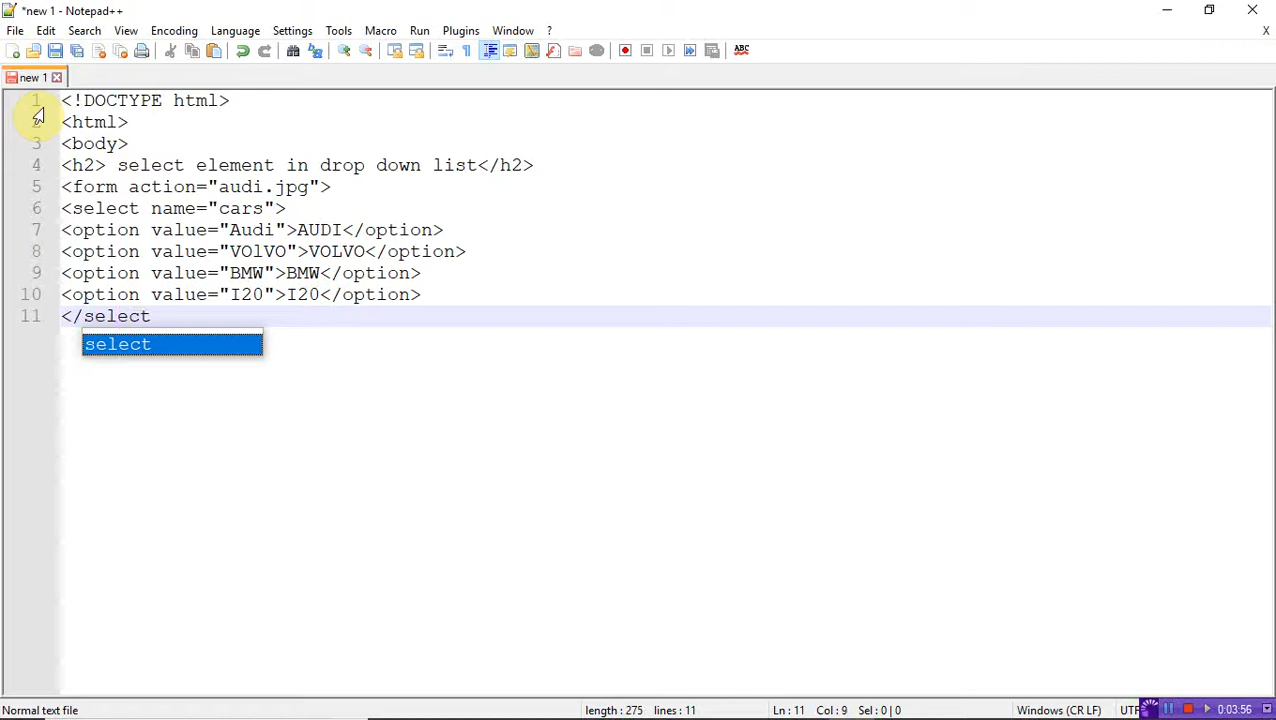 *new 1 - Notepad++
File Edit Search View Encoding Language Settings Tools Macro Run Plugins Window ? X
ABC
new 1
1 <!DOCTYPE html>
2 <html>
3 <body>
4 <h2> select element in drop down list</h2>
5 <form action="audi.jpg">
6 <select name="cars">
7 <option value="Audi">AUDI</option>
8 <option value="VOlVO">VOLVO</option>
9 <option value="BMW">BMW</option>
10 <option value="I20">I20</option>
11 </select
select
Normal text file length : 275 lines : 11 Ln : 11 Col : 9 Sel : 0 | 0 Windows (CR LF) UTF 03:56